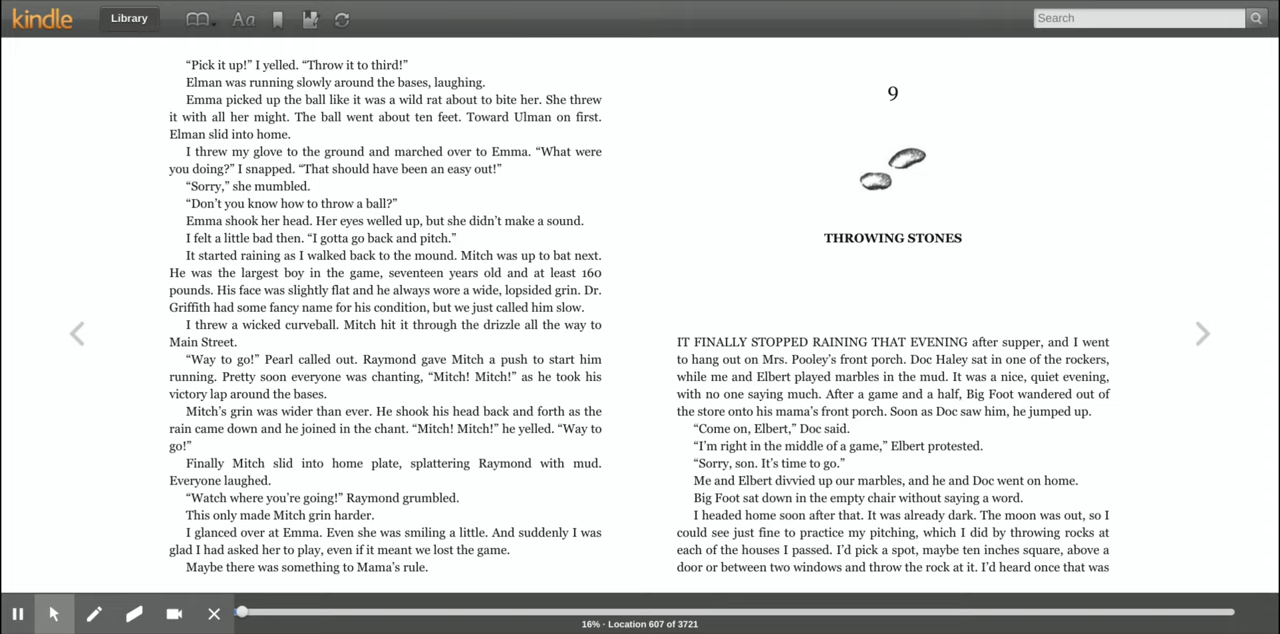 kindle
Library
Aa
Search
“Pick it up!” I yelled. “Throw it to third!”
Elman was running slowly around the bases, laughing.
Emma picked up the ball like it was a wild rat about to bite her. She threw
it with all her might. The ball went about ten feet. Toward Ulman on first.
Elman slid into home.
I threw my glove to the ground and marched over to Emma. “What were
you doing?” I snapped. “That should have been an easy out!”
“Sorry,” she mumbled.
“Don’t you know how to throw a ball?”
Emma shook her head. Her eyes welled up, but she didn’t make a sound.
I felt a little bad then. “I gotta go back and pitch.”
It started raining as I walked back to the mound. Mitch was up to bat next.
He was the largest boy in the game, seventeen years old and at least 160
pounds. His face was slightly flat and he always wore a wide, lopsided grin. Dr.
Griffith had some fancy name for his condition, but we just called him slow.
I threw a wicked curveball. Mitch hit it through the drizzle all the way to
Main Street.
“Way to go!” Pearl called out. Raymond gave Mitch a push to start him
running. Pretty soon everyone was chanting, “Mitch! Mitch!” as he took his
victory lap around the bases.
Mitch’s grin was wider than ever. He shook his head back and forth as the
rain came down and he joined in the chant. “Mitch! Mitch!” he yelled. “Way to
go!”
Finally Mitch slid into home plate, splattering Raymond with mud.
Everyone laughed.
“Watch where you’re going!” Raymond grumbled.
This only made Mitch grin harder.
I glanced over at Emma. Even she was smiling a little. And suddenly I was
glad I had asked her to play, even if it meant we lost the game.
Maybe there was something to Mama’s rule.
9
THROWING STONES
IT FINALLY STOPPED RAINING THAT EVENING after supper, and I went
to hang out on Mrs. Pooley’s front porch. Doc Haley sat in one of the rockers,
while me and Elbert played marbles in the mud. It was a nice, quiet evening,
with no one saying much. After a game and a half, Big Foot wandered out of
the store onto his mama’s front porch. Soon as Doc saw him, he jumped up.
“Come on, Elbert,” Doc said.
“I’m right in the middle of a game,” Elbert protested.
“Sorry, son. It’s time to go.”
Me and Elbert divvied up our marbles, and he and Doc went on home.
Big Foot sat down in the empty chair without saying a word.
I headed home soon after that. It was already dark. The moon was out, so I
could see just fine to practice my pitching, which I did by throwing rocks at
each of the houses I passed. I’d pick a spot, maybe ten inches square, above a
door or between two windows and throw the rock at it. I’d heard once that was
16% · Location 607 of 3721